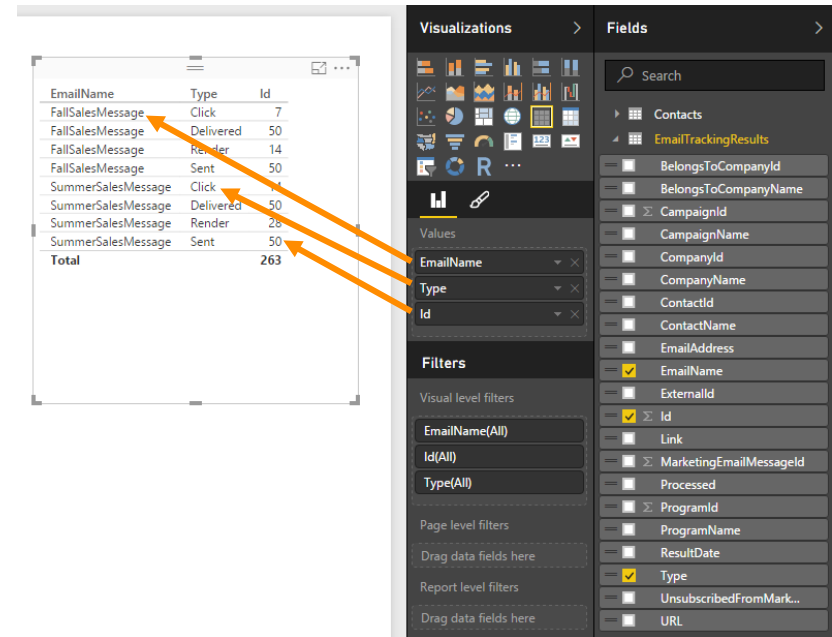 EmailName Type Id
FallSalesMessage Click 7
FallSalesMessage Delivered 50
FallSalesMessage Render 14
FallSalesMessage Sent 50
SummerSalesMessage Click
SummerSalesMessage Delivered 50
SummerSalesMessage Render 28
SummerSalesMessage Sent 50
Total 263
Visualizations
R
123
Values
EmailName
Type
Id
Filters
Visual level filters
EmailName(All)
Id(All)
Type(All)
Page level filters
Drag data fields here
Report level filters
Drag data fields here
Fields
Search
Contacts
EmailTrackingResults
BelongsToCompanyId
BelongsToCompanyName
Σ CampaignId
CampaignName
CompanyId
CompanyName
ContactId
ContactName
EmailAddress
EmailName
ExternalId
Σ Id
Link
Σ MarketingEmailMessageId
Processed
Σ ProgramId
ProgramName
ResultDate
Type
UnsubscribedFromMark...
URL